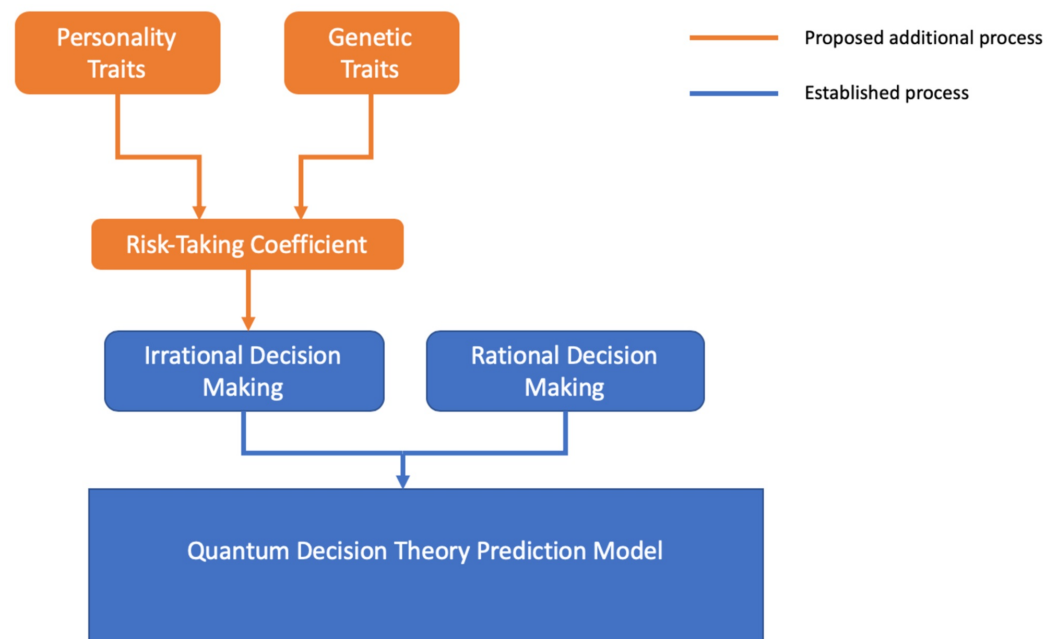 Personality
Traits
Genetic
Traits
Proposed additional process
Established process
Risk-Taking Coefficient
Irrational Decision
Making
Rational Decision
Making
Quantum Decision Theory Prediction Model